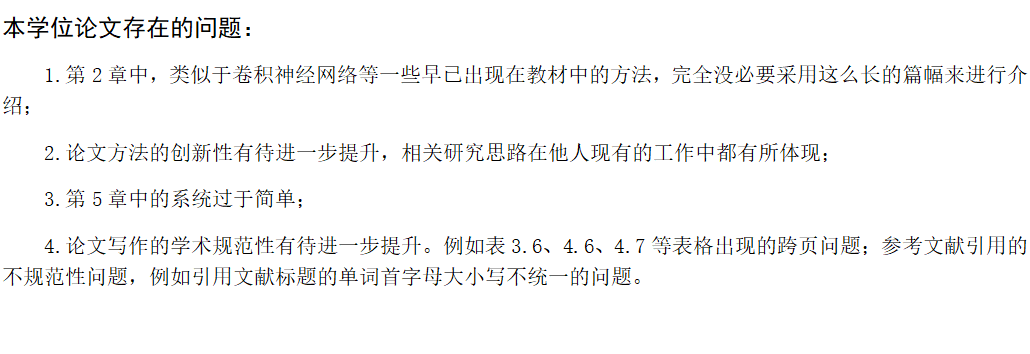 本学位论文存在的问题：
1.第 2 章中，类似于卷积神经网络等一些早已出现在教材中的方法，完全没必要采用这么长的篇幅来进行介
绍；
2.论文方法的创新性有待进一步提升，相关研究思路在他人现有的工作中都有所体现；
3.第 5 章中的系统过于简单；
4.论文写作的学术规范性有待进一步提升。例如表 3.6、4.6、4.7 等表格出现的跨页问题；参考文献引用的
不规范性问题，例如引用文献标题的单词首字母大小写不统一的问题。